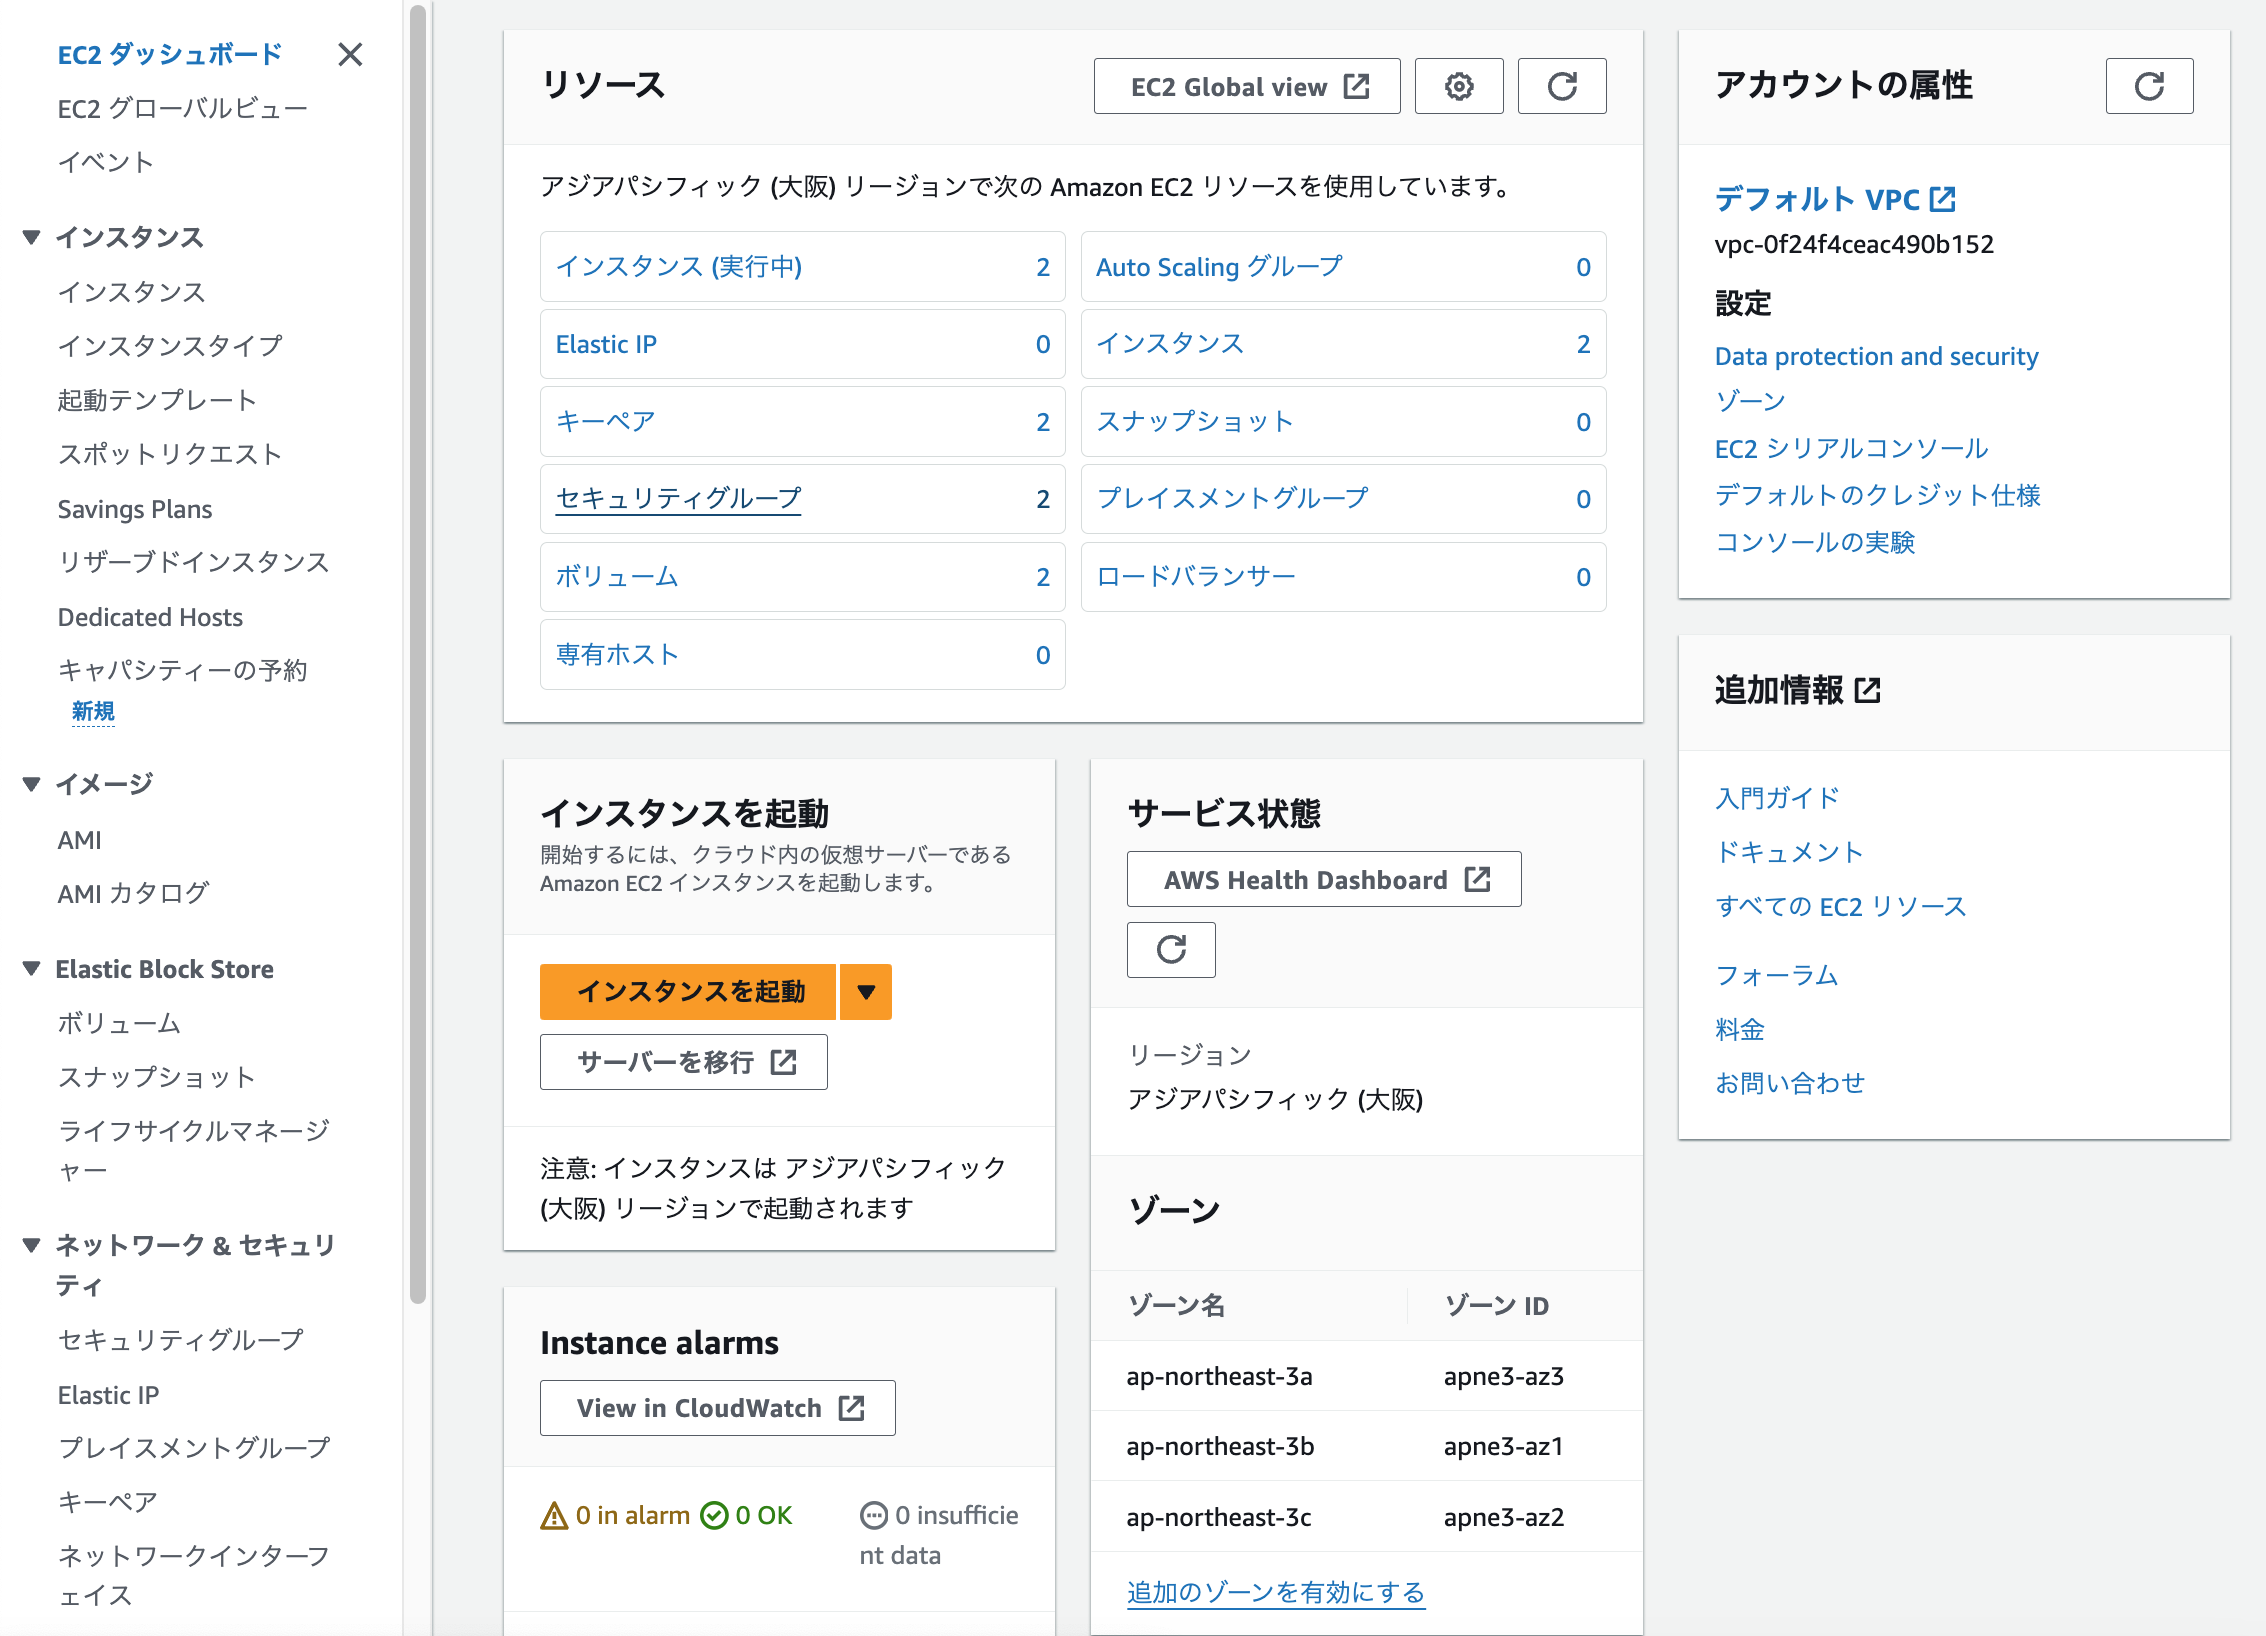 EC2 ダッシュボード
EC2 グローバルビュー
イベント
インスタンス
インスタンス
インスタンスタイプ
起動テンプレート
スポットリクエスト
Savings Plans
リザーブドインスタンス
Dedicated Hosts
キャパシティーの予約
新規
イメージ
AMI
AMI カタログ
Elastic Block Store
ボリューム
スナップショット
ライフサイクルマネージ
ャー
ネットワーク & セキュリ
ティ
セキュリティグループ
Elastic IP
プレイスメントグループ
キーペア
ネットワークインターフ
ェイス
リソース
EC2 Global view
アジアパシフィック (大阪) リージョンで次の Amazon EC2 リソースを使用しています。
インスタンス (実行中) 2
Auto Scaling グループ 0
Elastic IP 0
インスタンス 2
キーペア 2
スナップショット 0
セキュリティグループ 2
プレイスメントグループ 0
ボリューム 2
ロードバランサー 0
専有ホスト 0
インスタンスを起動
開始するには、クラウド内の仮想サーバーである
Amazon EC2 インスタンスを起動します。
インスタンスを起動
サーバーを移行
注意: インスタンスは アジアパシフィック
(大阪) リージョンで起動されます
Instance alarms
View in CloudWatch
0 in alarm 0 OK 0 insufficie
nt data
サービス状態
AWS Health Dashboard
リージョン
アジアパシフィック (大阪)
ゾーン
ゾーン名 ゾーン ID
ap-northeast-3a apne3-az3
ap-northeast-3b apne3-az1
ap-northeast-3c apne3-az2
追加のゾーンを有効にする
アカウントの属性
デフォルト VPC
vpc-0f24f4ceac490b152
設定
Data protection and security
ゾーン
EC2 シリアルコンソール
デフォルトのクレジット仕様
コンソールの実験
追加情報
入門ガイド
ドキュメント
すべての EC2 リソース
フォーラム
料金
お問い合わせ